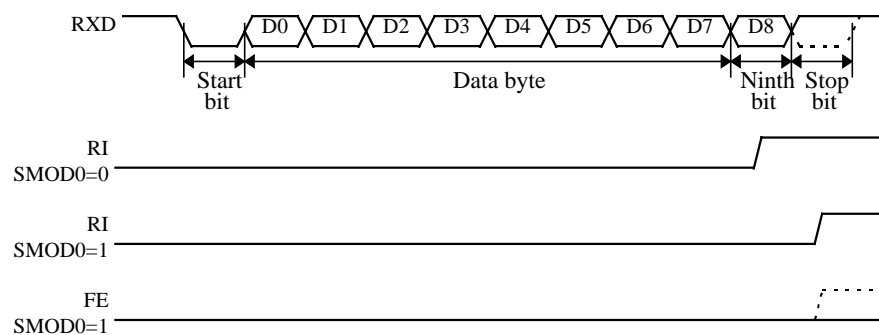 RXD
D0 D1 D2 D3 D4 D5 D6 D7 D8
Start bit
Data byte
Ninth bit
Stop bit
RI
SMOD0=0
RI
SMOD0=1
FE
SMOD0=1